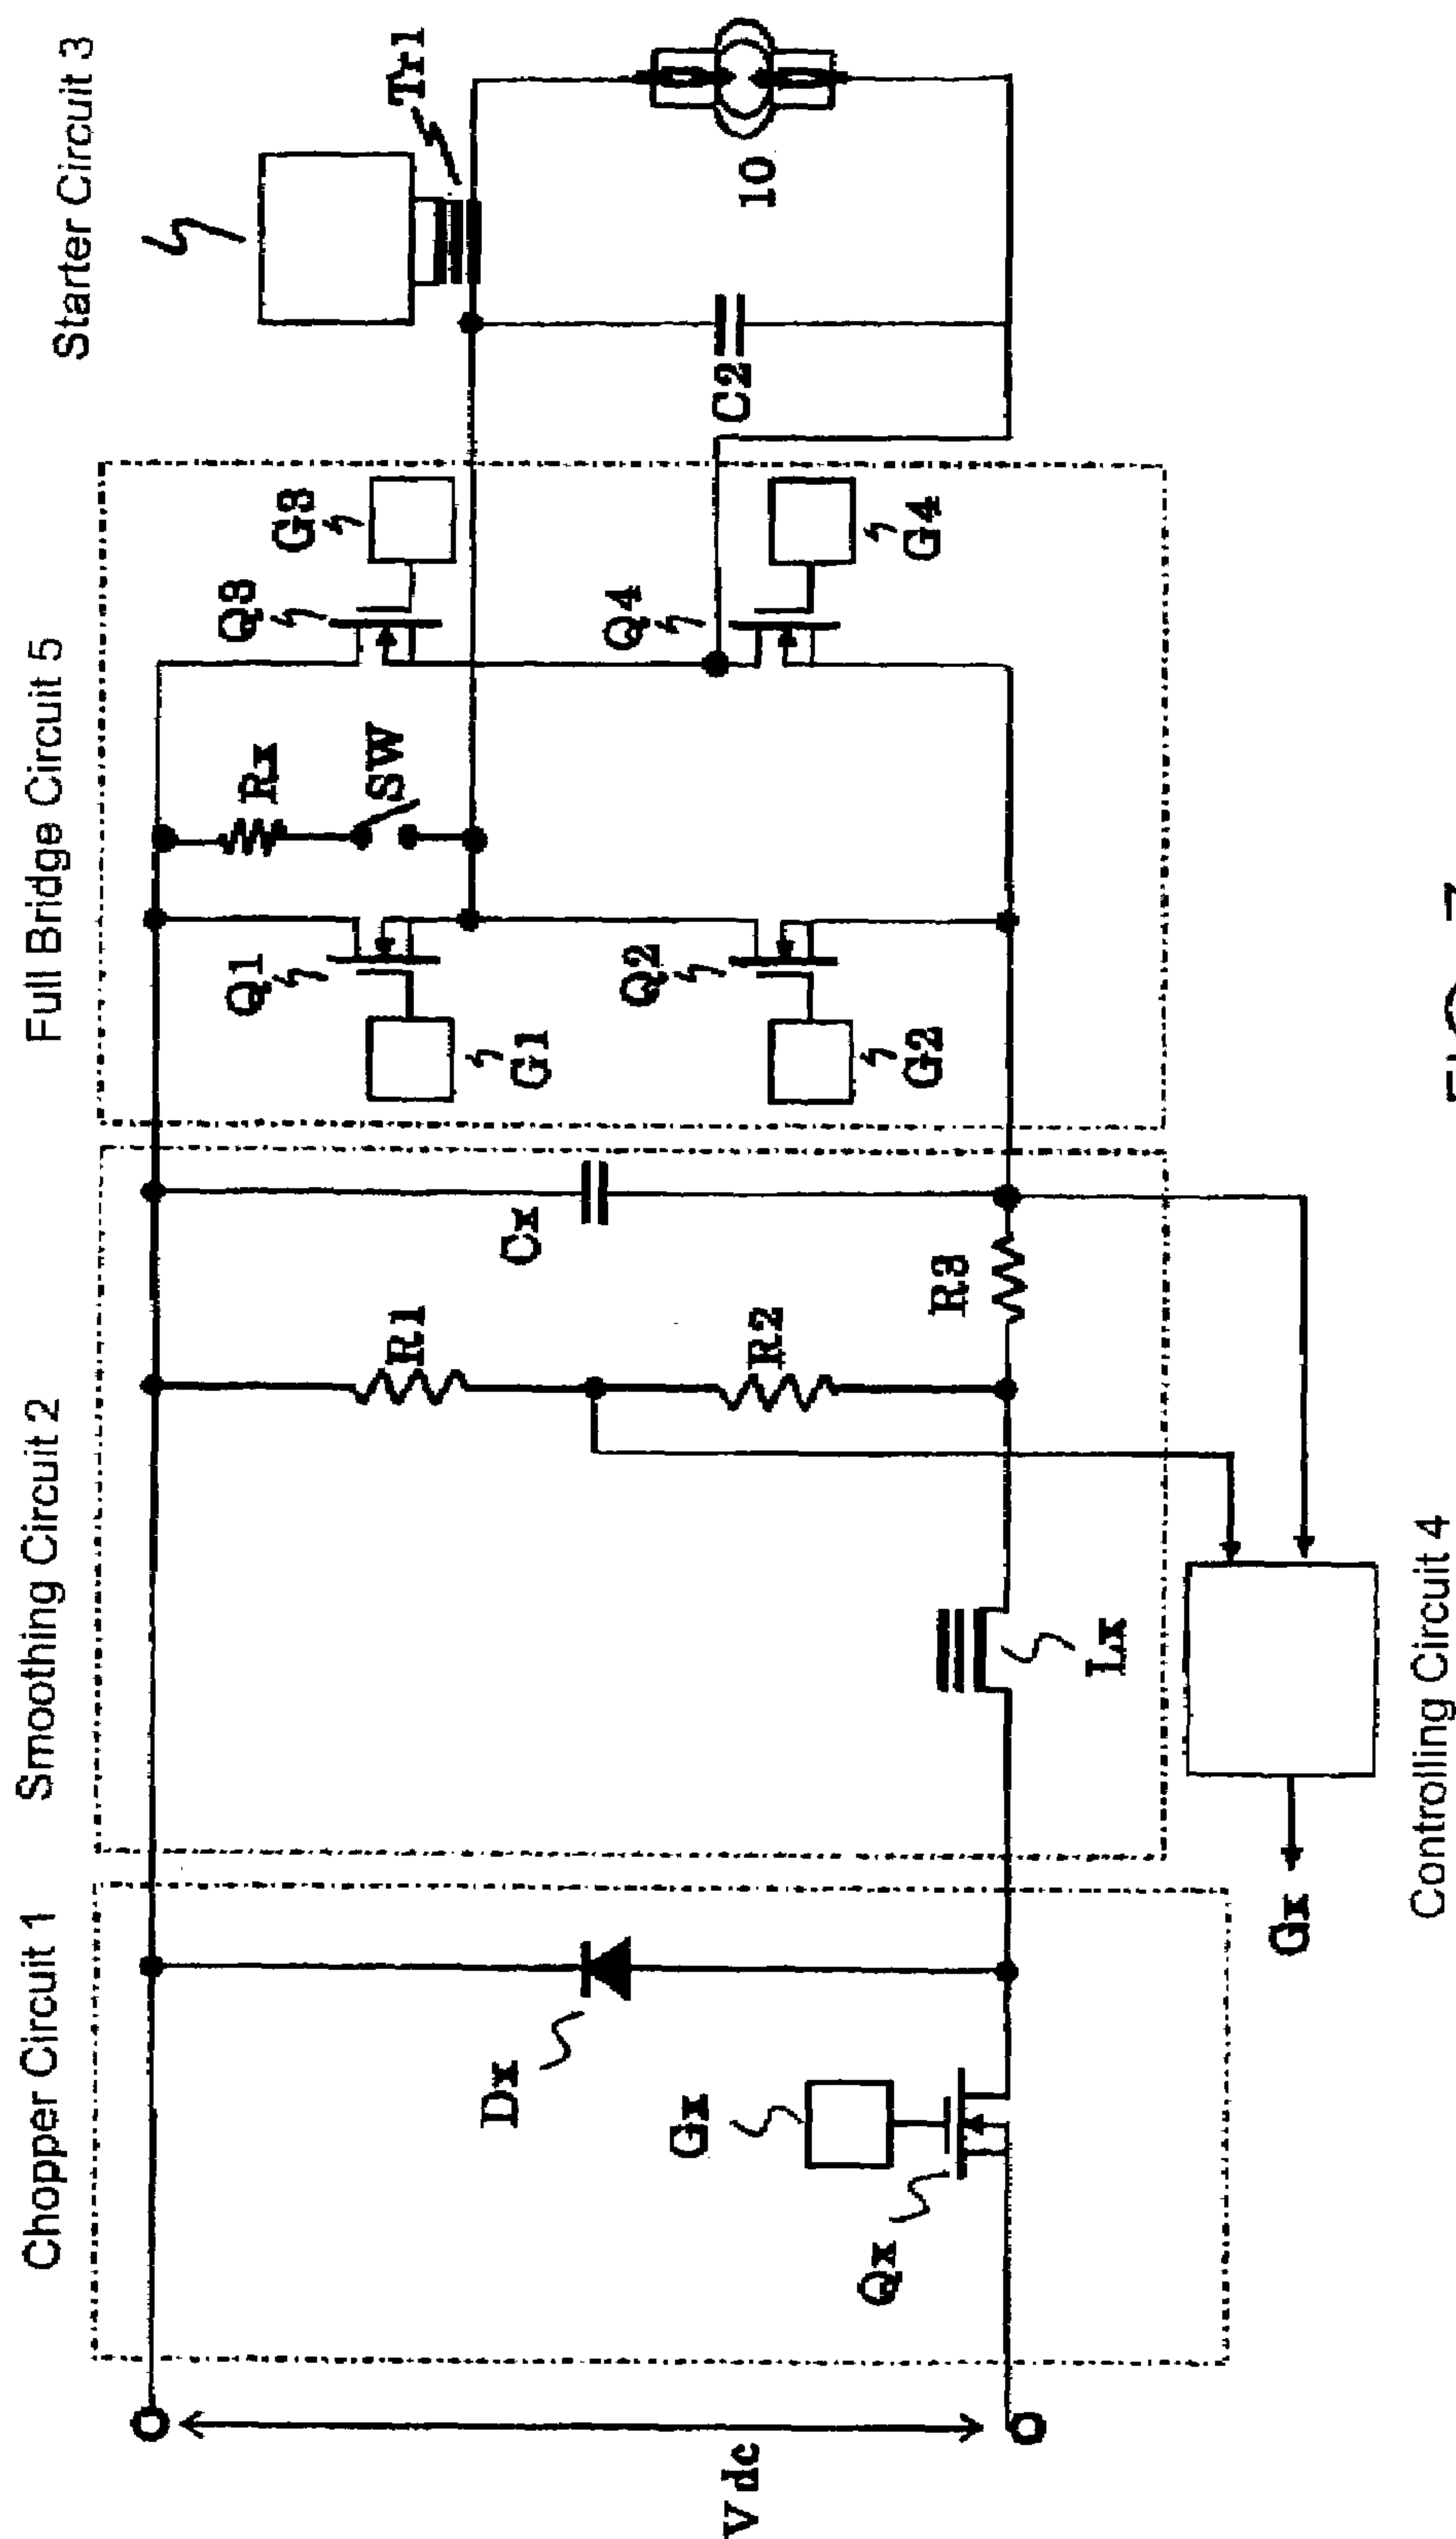 Chopper Circuit 1
Smoothing Circuit 2
Full Bridge Circuit 5
Starter Circuit 3
Vdc
Qx
Gx
Dx
Lx
R1
R2
R3
Cx
Q1
G1
Q2
G2
Rx
SW
Q3
G3
Q4
G4
C2
Tr1
10
Gx
Controlling Circuit 4